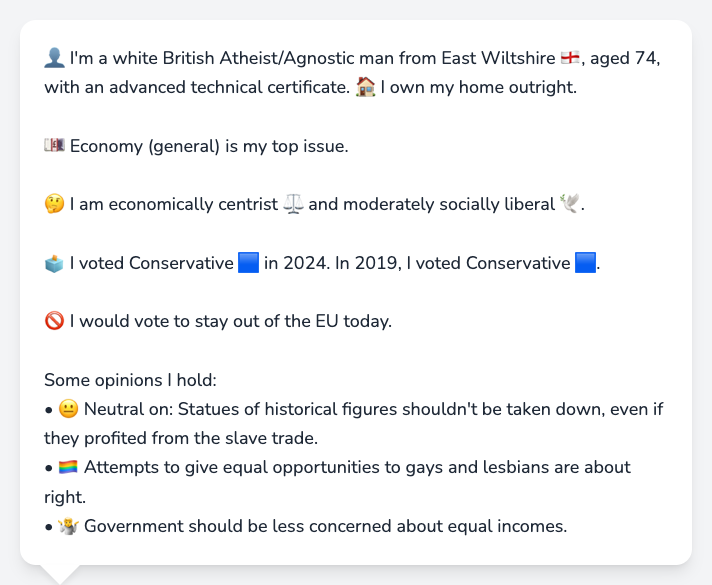 👤 I'm a white British Atheist/Agnostic man from East Wiltshire 🏴󠁧󠁢󠁥󠁮󠁧󠁿, aged 74,
with an advanced technical certificate. 🏠 I own my home outright.
💷 Economy (general) is my top issue.
🤔 I am economically centrist ⚖️ and moderately socially liberal 🕊️.
🗳️ I voted Conservative 🟦 in 2024. In 2019, I voted Conservative 🟦.
🚫 I would vote to stay out of the EU today.
Some opinions I hold:
• 😐 Neutral on: Statues of historical figures shouldn't be taken down, even if
they profited from the slave trade.
• 🏳️‍🌈 Attempts to give equal opportunities to gays and lesbians are about
right.
• 🤷 Government should be less concerned about equal incomes.